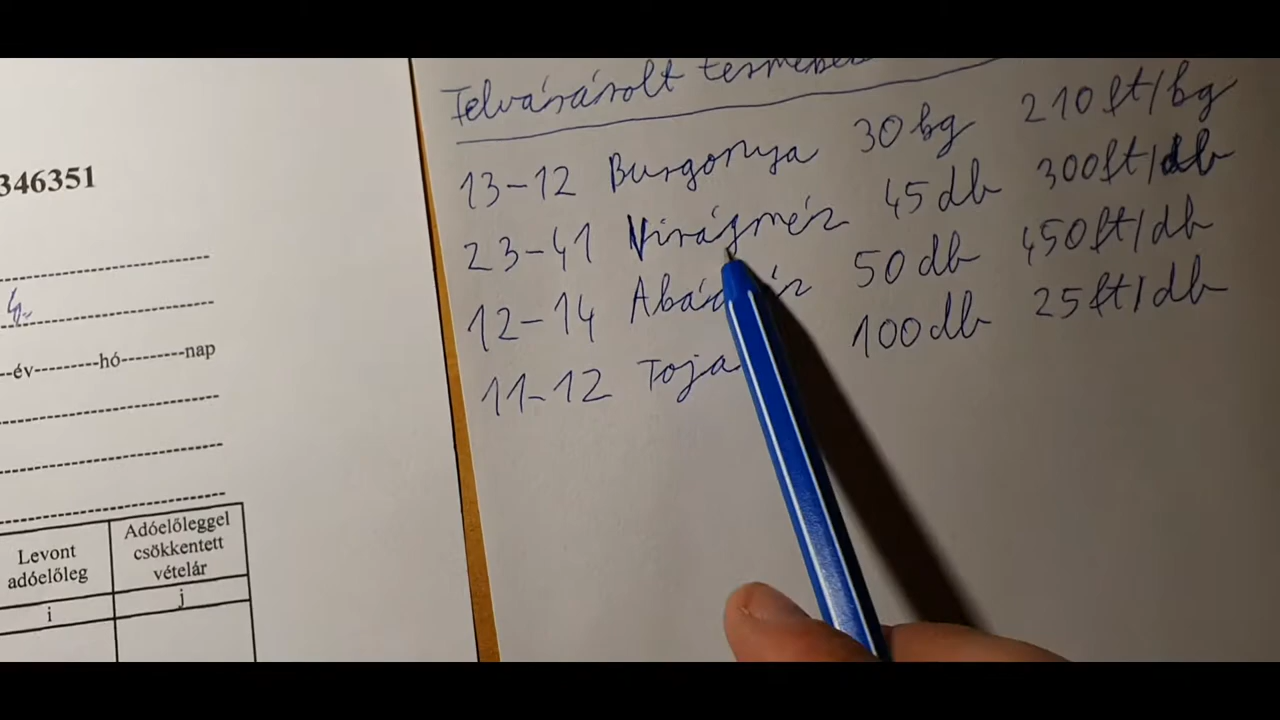 346351
év---------hó---------nap
Levont
adóelőleg
Adóelőleggel
csökkentett
vételár
i
j
Felvásárolt termékek
13-12 Burgonya 30 kg 210 ft/kg
23-41 Virágméz 45 db 300 ft/db
12-14 50 db 450 ft/db
11-12 100 db 25 ft/db